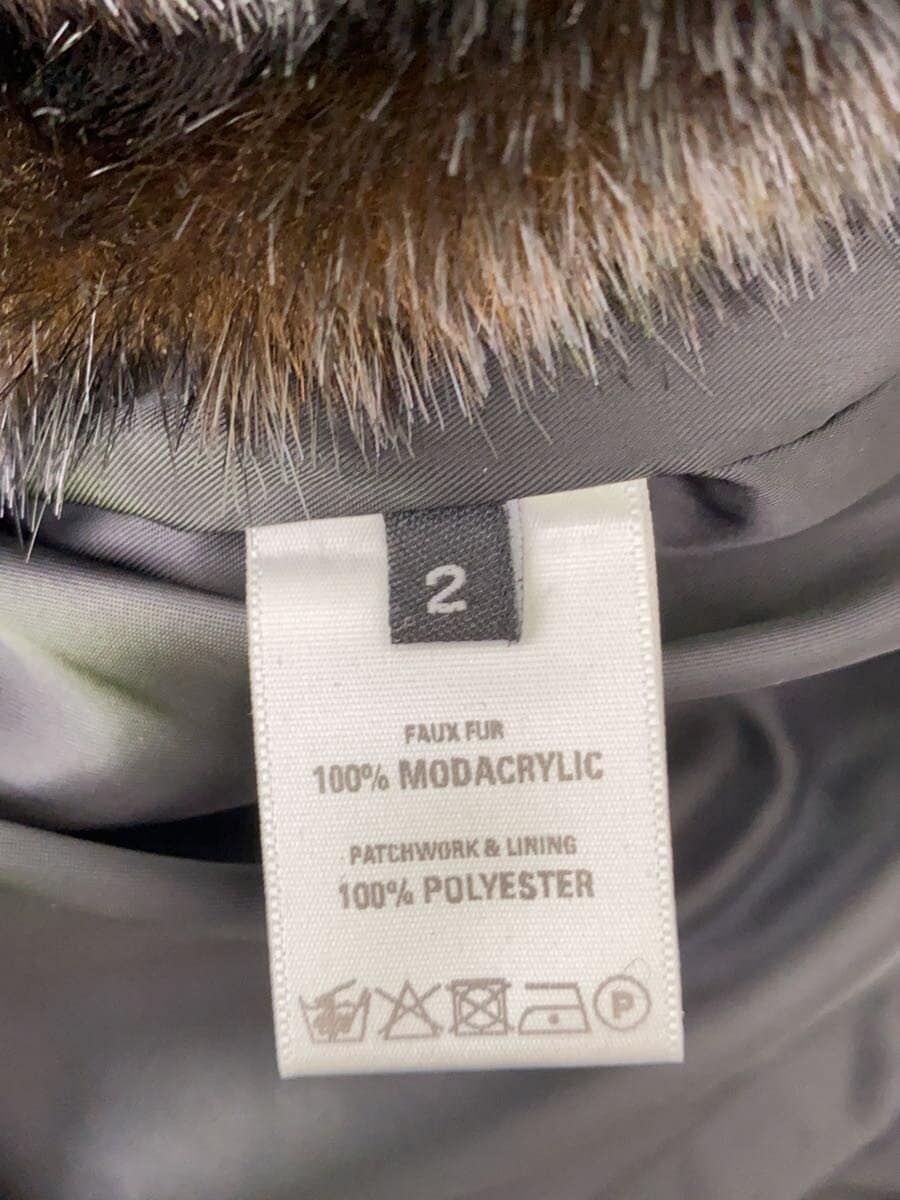 2
FAUX FUR
100% MODACRYLIC
PATCHWORK & LINING
100% POLYESTER
P